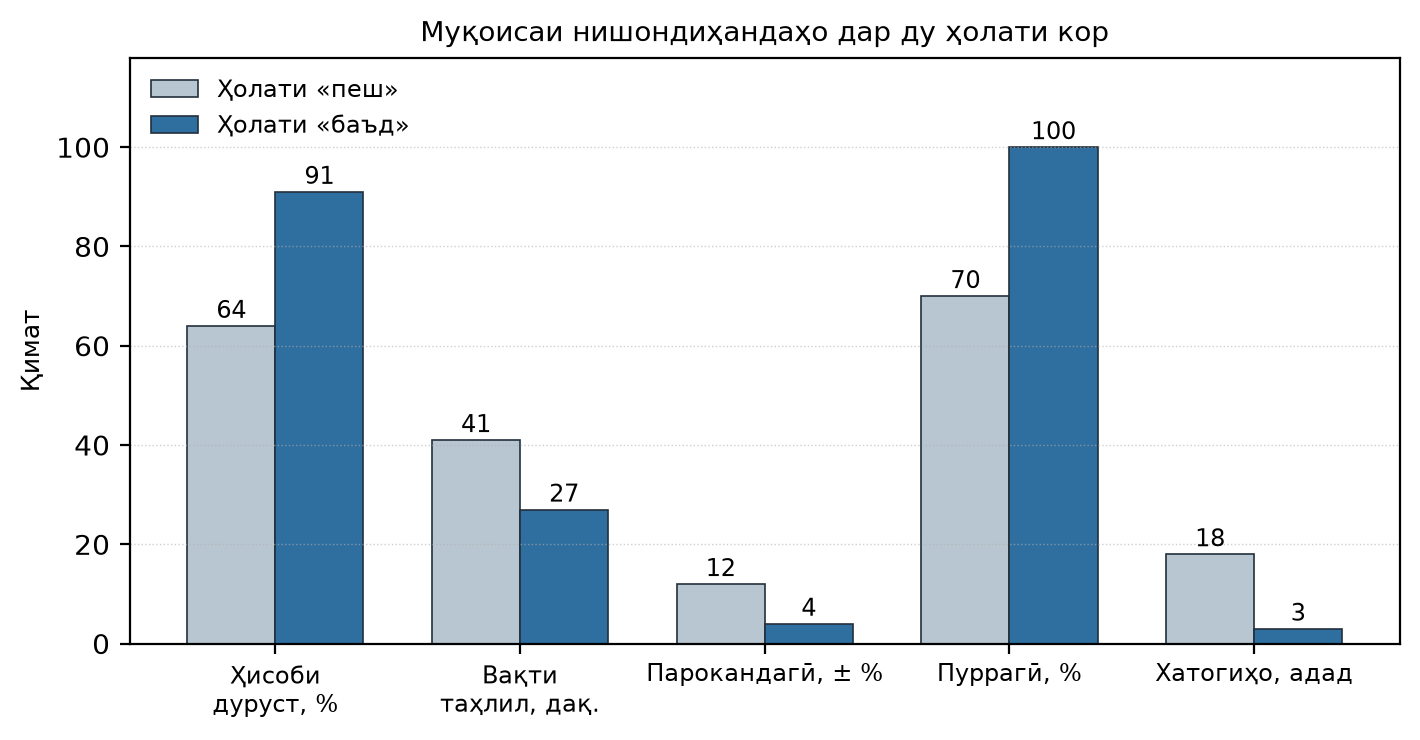 Муқоисаи нишондиҳандаҳо дар ду ҳолати кор
Ҳолати «пеш»
Ҳолати «баъд»
Қимат
100
80
60
40
20
0
64
91
41
27
12
4
70
100
18
3
Ҳисоби
дуруст, %
Вақти
таҳлил, дақ.
Парокандагӣ, ± %
Пуррагӣ, %
Хатогиҳо, адад